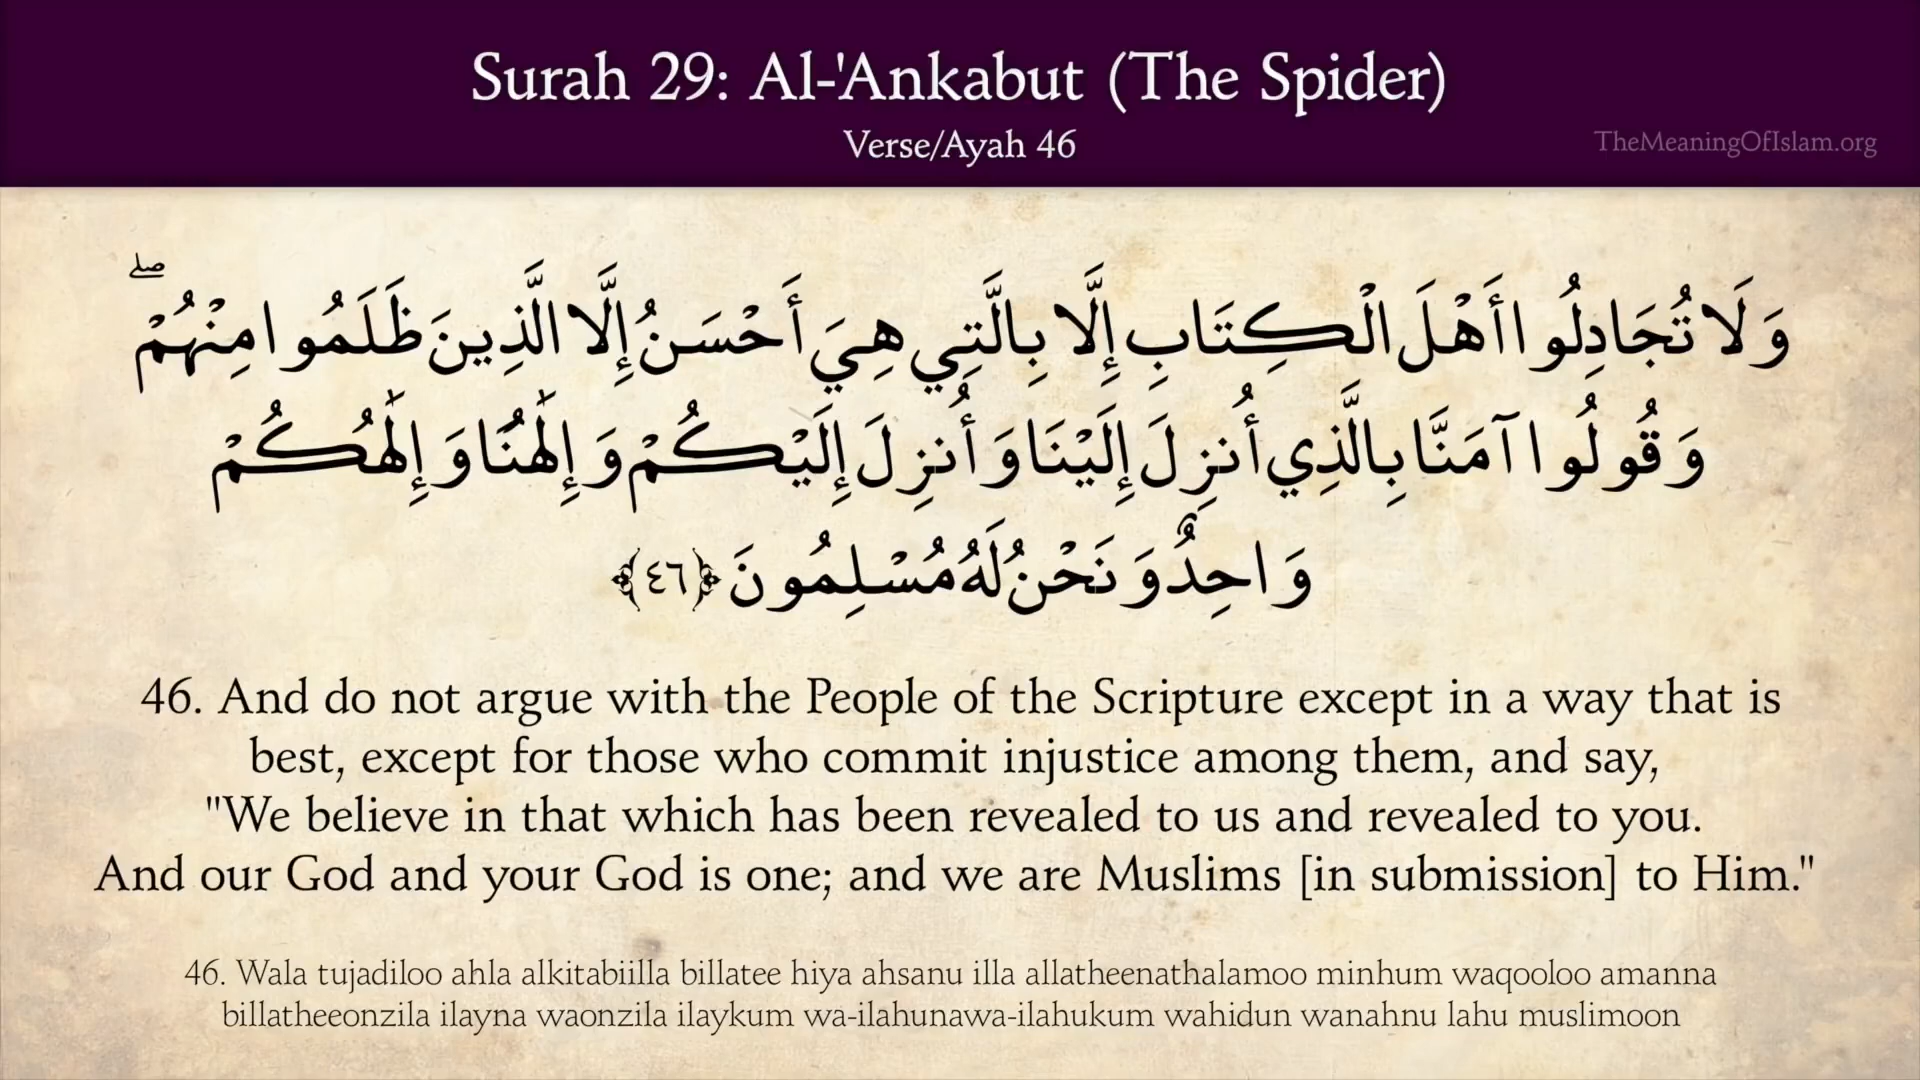 Surah 29: Al-'Ankabut (The Spider)
Verse/Ayah 46
TheMeaningOfIslam.org
وَلَا تُجَادِلُوا أَهْلَ الْكِتَابِ إِلَّا بِالَّتِي هِيَ أَحْسَنُ إِلَّا الَّذِينَ ظَلَمُوا مِنْهُمْ ۖ
وَقُولُوا آمَنَّا بِالَّذِي أُنزِلَ إِلَيْنَا وَأُنزِلَ إِلَيْكُمْ وَإِلَٰهُنَا وَإِلَٰهُكُمْ
وَاحِدٌ وَنَحْنُ لَهُ مُسْلِمُونَ ﴿٤٦﴾
46. And do not argue with the People of the Scripture except in a way that is
best, except for those who commit injustice among them, and say,
"We believe in that which has been revealed to us and revealed to you.
And our God and your God is one; and we are Muslims [in submission] to Him."
46. Wala tujadiloo ahla alkitabiilla billatee hiya ahsanu illa allatheenathalamoo minhum waqooloo amanna
billatheeonzila ilayna waonzila ilaykum wa-ilahunawa-ilahukum wahidun wanahnu lahu muslimoon